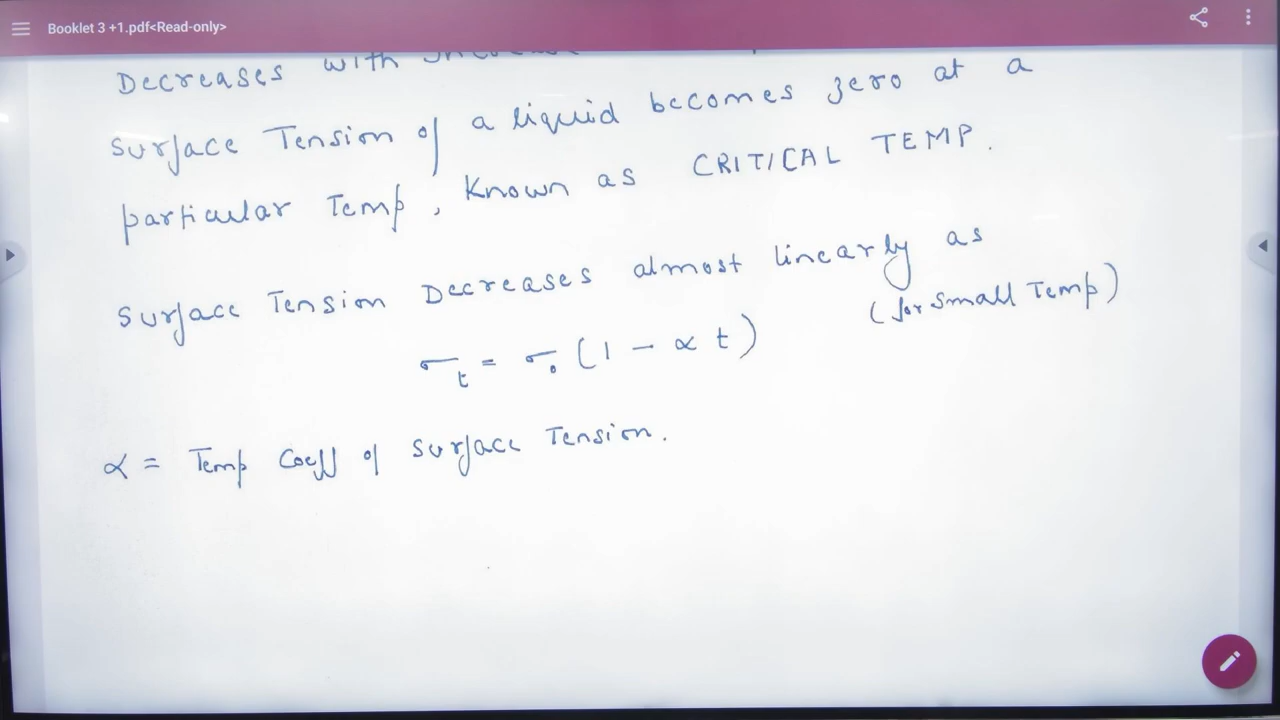 Booklet 3 +1.pdf<Read-only>
Decreases with
Surface Tension of a liquid becomes zero at a
particular Temp, Known as CRITICAL TEMP.
Surface Tension Decreases almost linearly as
(for small Temp)
σt = σ₀ (1 - α t)
α = Temp Coeff of Surface Tension.